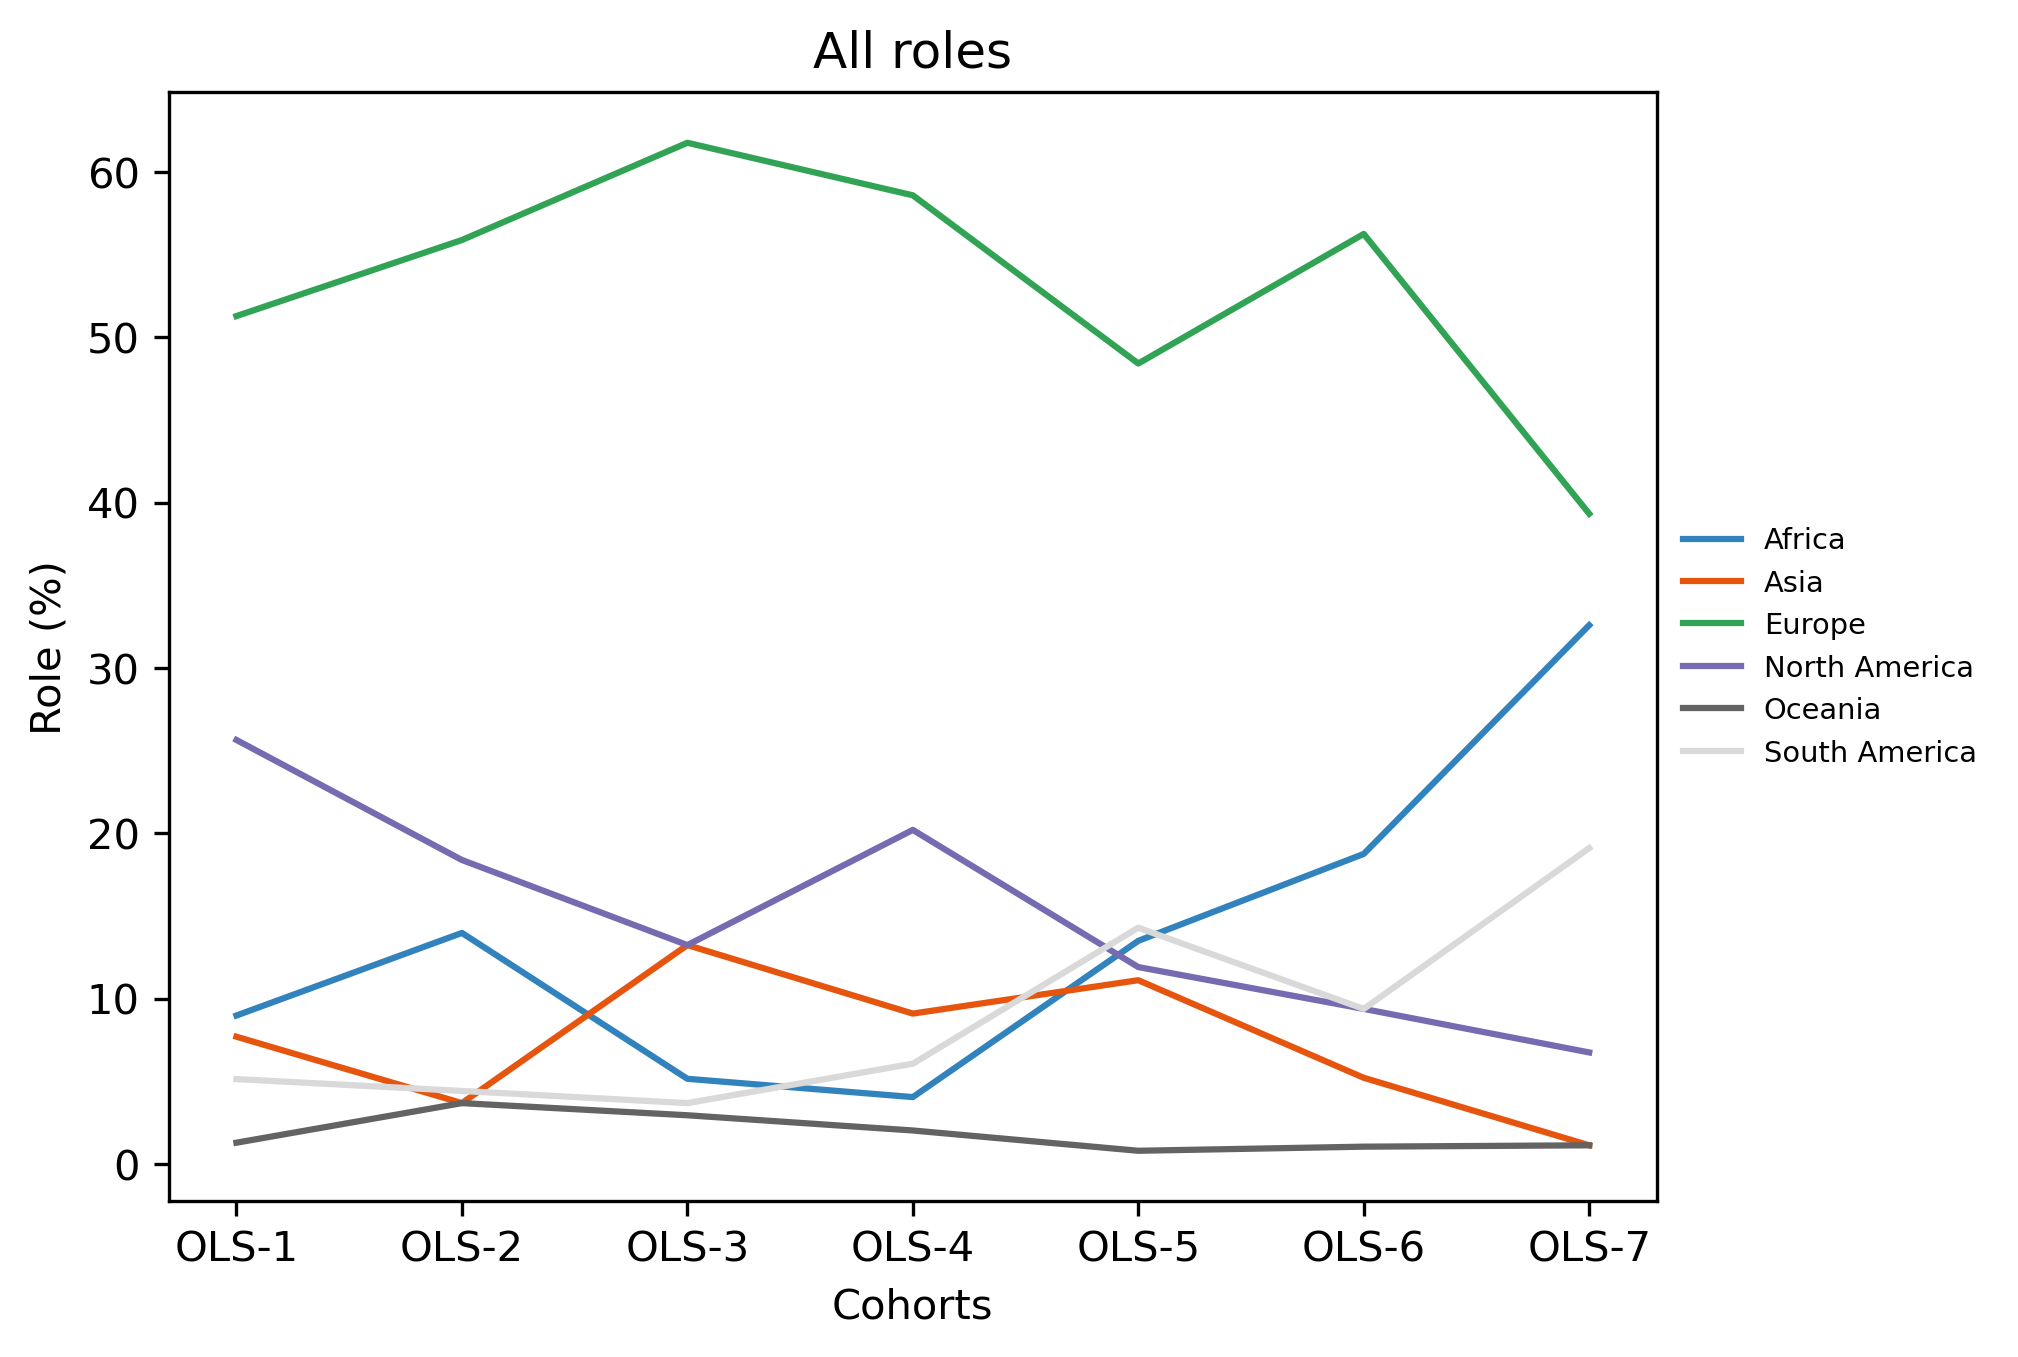 All roles
60
50
40
30
20
10
0
Role (%)
OLS-1 OLS-2 OLS-3 OLS-4 OLS-5 OLS-6 OLS-7
Cohorts
Africa
Asia
Europe
North America
Oceania
South America